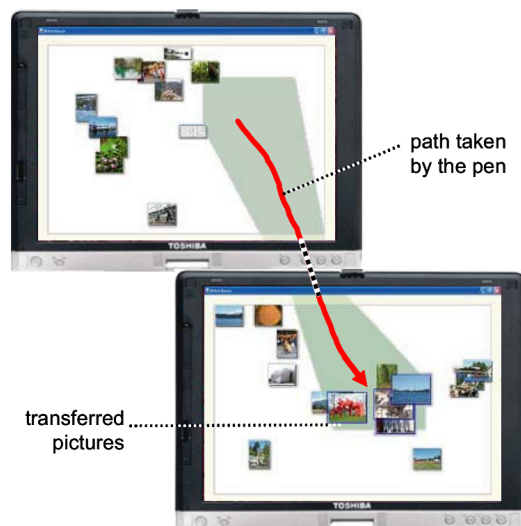 path taken
by the pen
TOSHIBA
transferred
pictures
TOSHIBA